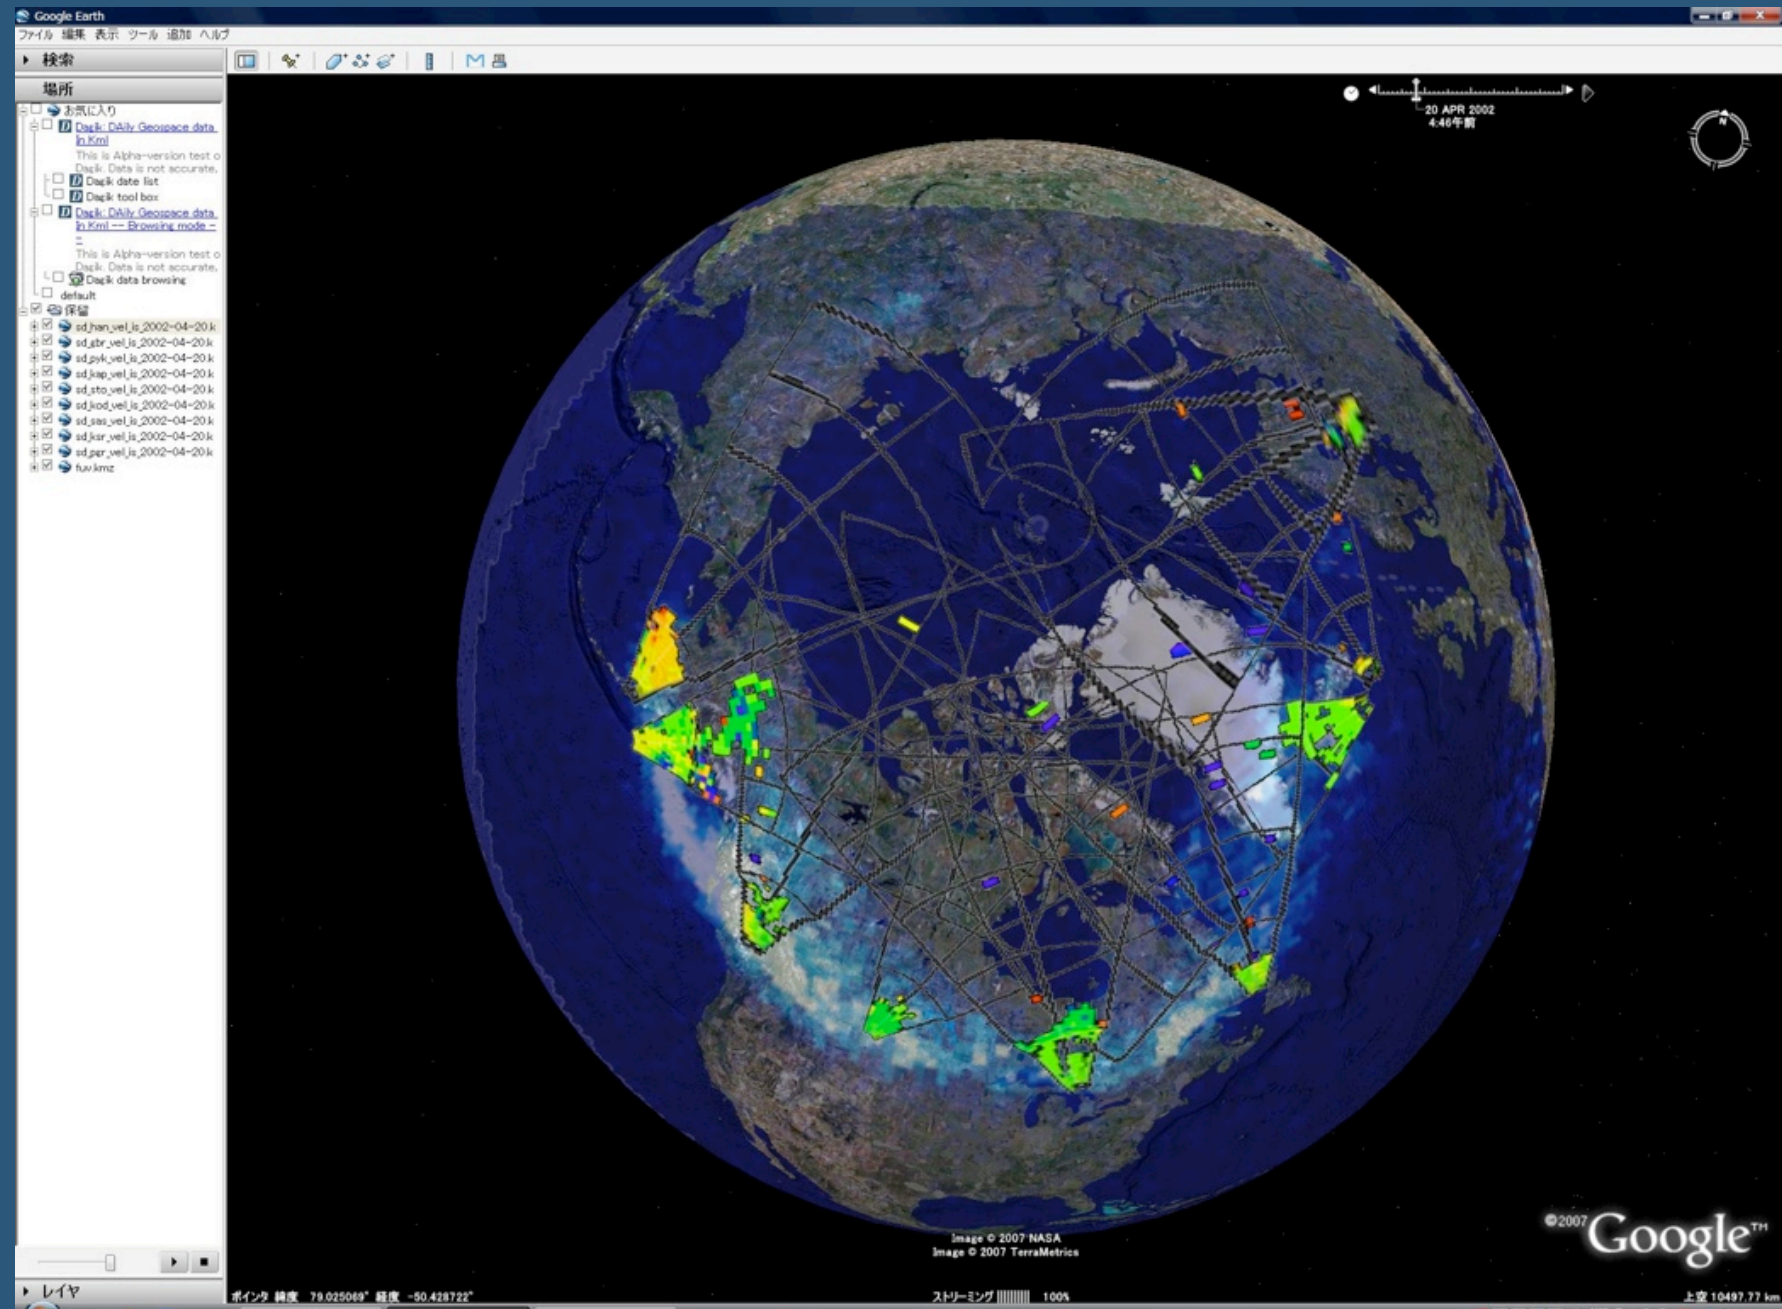 Google Earth
ファイル 編集 表示 ツール 追加 ヘルプ
検索
場所
お気に入り
Dagik: DAily Geospace data
in Kml
This is Alpha-version test o
Dagik. Data is not accurate,
Dagik date list
Dagik tool box
Dagik: DAily Geospace data
in Kml -- Browsing mode -
-
This is Alpha-version test o
Dagik. Data is not accurate,
Dagik data browsing
default
保留
sd_han_vel_is_2002-04-20.k
sd_gbr_vel_is_2002-04-20.k
sd_pyk_vel_is_2002-04-20.k
sd_kap_vel_is_2002-04-20.k
sd_sto_vel_is_2002-04-20.k
sd_kod_vel_is_2002-04-20.k
sd_sas_vel_is_2002-04-20.k
sd_ksr_vel_is_2002-04-20.k
sd_pgr_vel_is_2002-04-20.k
fuv.kmz
レイヤ
20 APR 2002
4:46午前
N
Image © 2007 NASA
Image © 2007 TerraMetrics
©2007 Google™
ポインタ 緯度 79.025069° 経度 -50.428722°
ストリーミング 100%
上空 10497.77 km